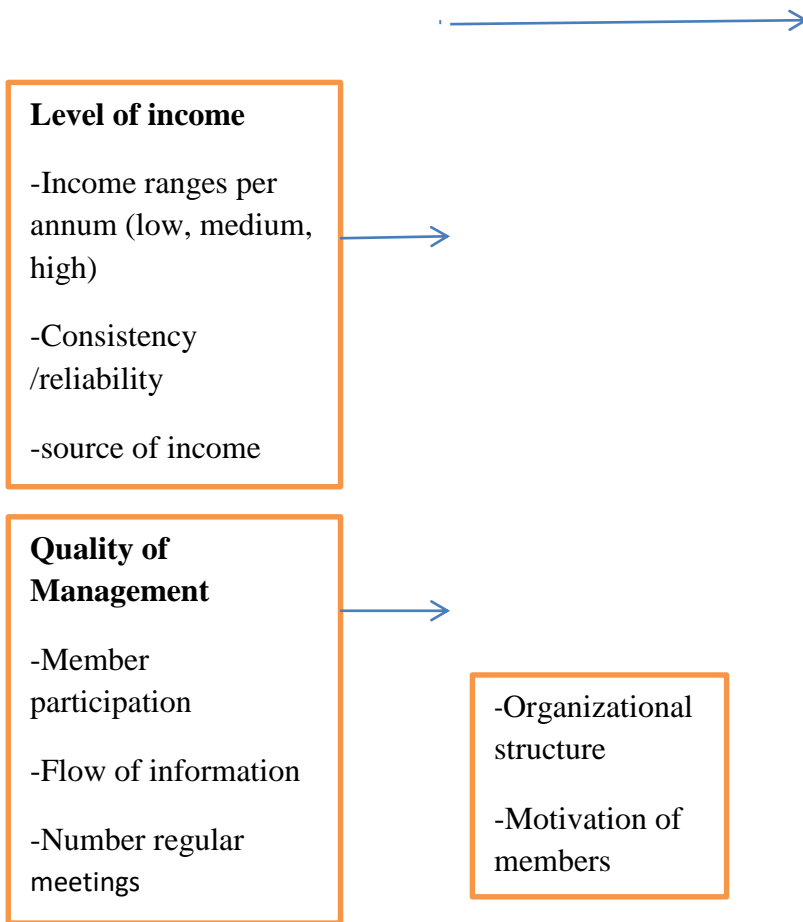 Level of income
-Income ranges per
annum (low, medium,
high)
-Consistency
/reliability
-source of income
Quality of
Management
-Member
participation
-Flow of information
-Number regular
meetings
-Organizational
structure
-Motivation of
members